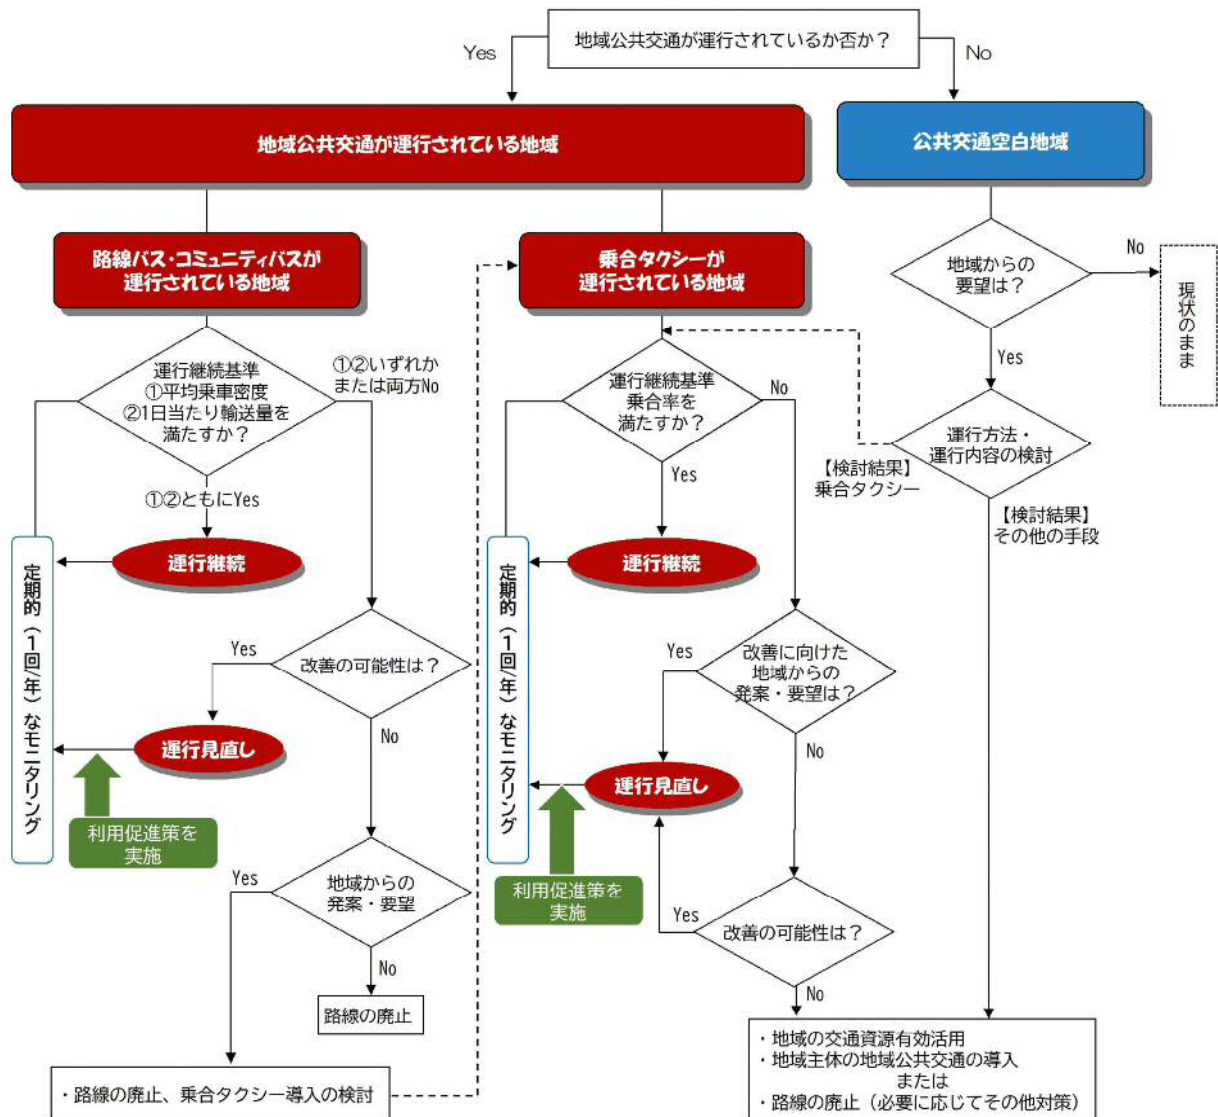 地域公共交通が運行されているか否か？
Yes
No
地域公共交通が運行されている地域
公共交通空白地域
路線バス・コミュニティバスが
運行されている地域
乗合タクシーが
運行されている地域
地域からの
要望は？
No
現状のまま
Yes
運行継続基準
①平均乗車密度
②1日当たり輸送量を
満たすか？
①②いずれか
または両方No
①②ともにYes
運行継続基準
乗合率を
満たすか？
No
Yes
運行方法・
運行内容の検討
【検討結果】
乗合タクシー
【検討結果】
その他の手段
運行継続
運行継続
定期的（1回/年）なモニタリング
定期的（1回/年）なモニタリング
改善の可能性は？
Yes
No
運行見直し
利用促進策を
実施
改善に向けた
地域からの
発案・要望は？
Yes
No
運行見直し
利用促進策を
実施
地域からの
発案・要望
Yes
No
路線の廃止
改善の可能性は？
Yes
No
・路線の廃止、乗合タクシー導入の検討
・地域の交通資源有効活用
・地域主体の地域公共交通の導入
または
・路線の廃止（必要に応じてその他対策）